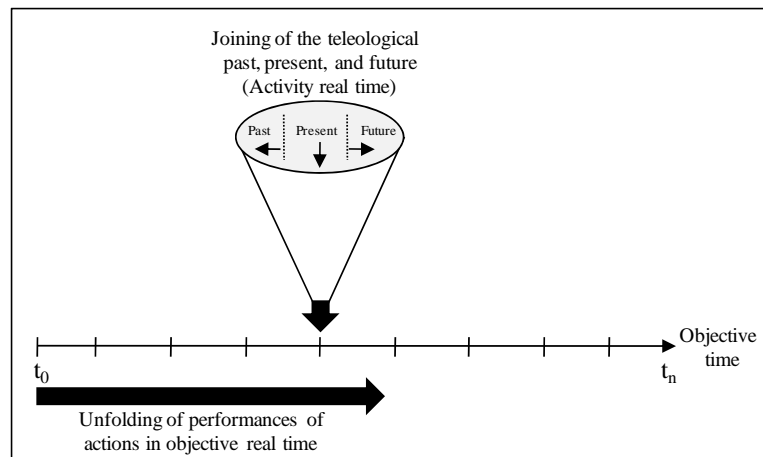 Joining of the teleological
past, present, and future
(Activity real time)
Past Present Future
Objective
time
t₀ tₙ
Unfolding of performances of
actions in objective real time